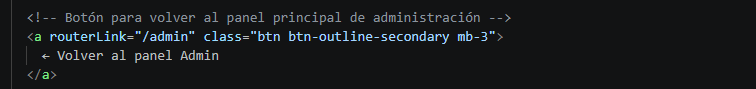 <!-- Botón para volver al panel principal de administración -->
<a routerLink="/admin" class="btn btn-outline-secondary mb-3">
← Volver al panel Admin
</a>